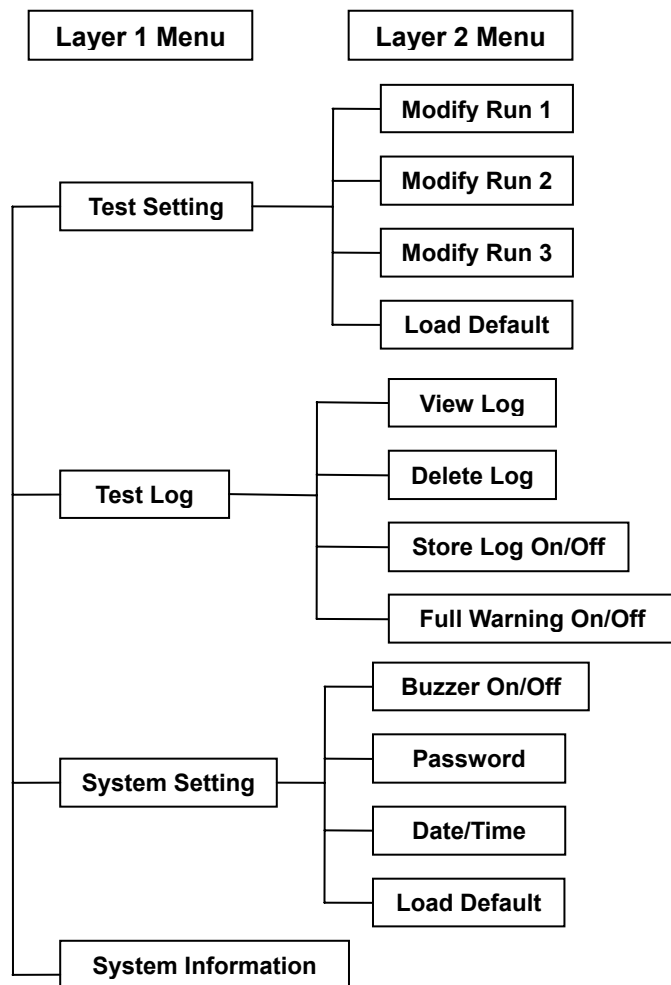 Layer 1 Menu
Layer 2 Menu
Test Setting
Modify Run 1
Modify Run 2
Modify Run 3
Load Default
Test Log
View Log
Delete Log
Store Log On/Off
Full Warning On/Off
System Setting
Buzzer On/Off
Password
Date/Time
Load Default
System Information